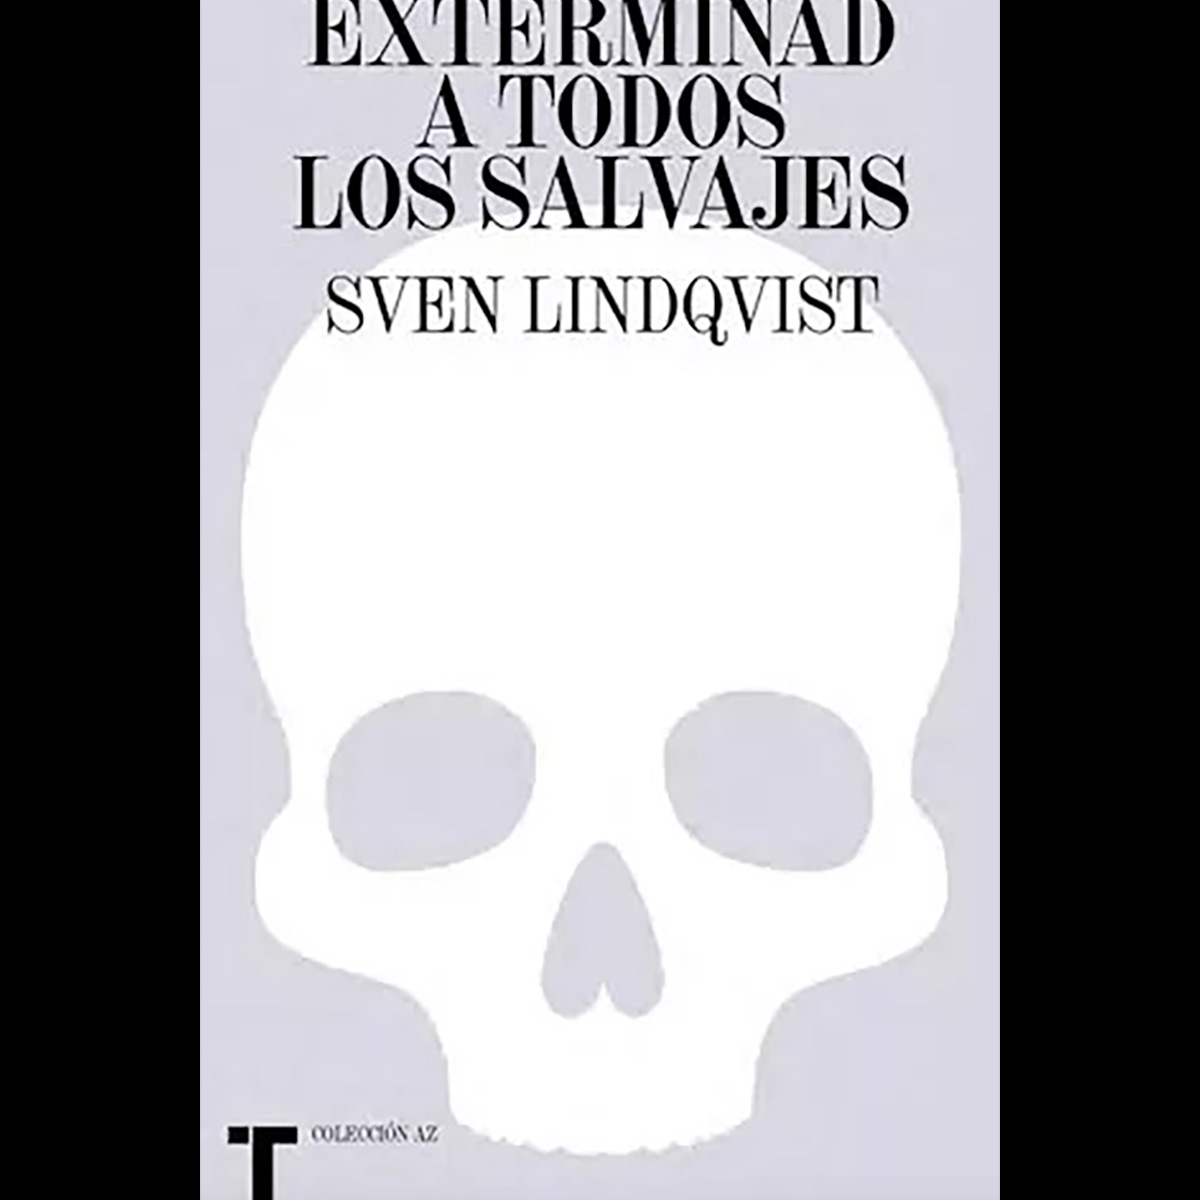 EXTERMINAD
A TODOS
LOS SALVAJES
SVEN LINDQVIST
T COLECCIÓN AZ